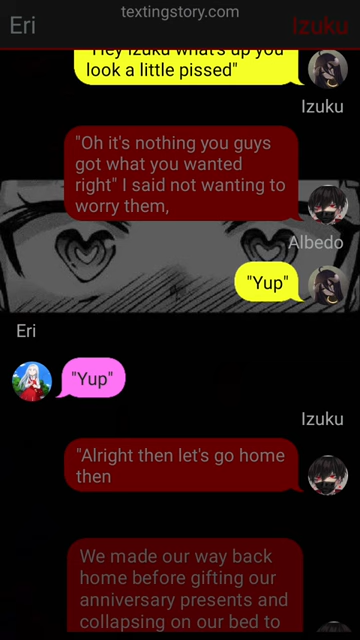 textingstory.com
Eri
Izuku
"Hey Izuku what's up you
look a little pissed"
Izuku
"Oh it's nothing you guys
got what you wanted
right" I said not wanting to
worry them,
Albedo
"Yup"
Eri
"Yup"
Izuku
"Alright then let's go home
then
We made our way back
home before gifting our
anniversary presents and
collapsing on our bed to